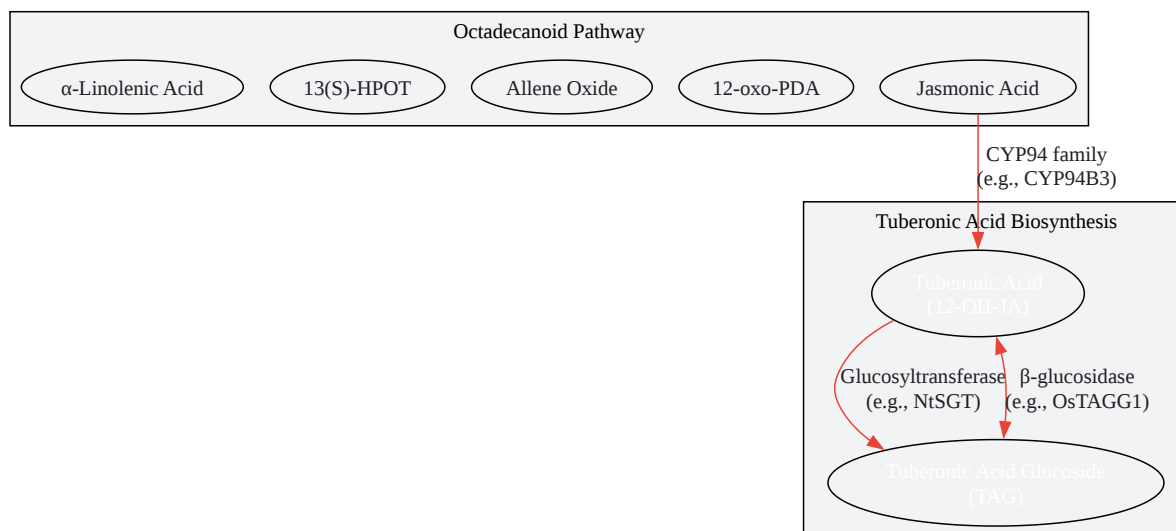 Octadecanoid Pathway
α-Linolenic Acid
13(S)-HPOT
Allene Oxide
12-oxo-PDA
Jasmonic Acid
CYP94 family
(e.g., CYP94B3)
Tuberonic Acid Biosynthesis
Tuberonic Acid
(12-OH-JA)
Glucosyltransferase
(e.g., NtSGT)
β-glucosidase
(e.g., OsTAGG1)
Tuberonic Acid Glucoside
(TAG)